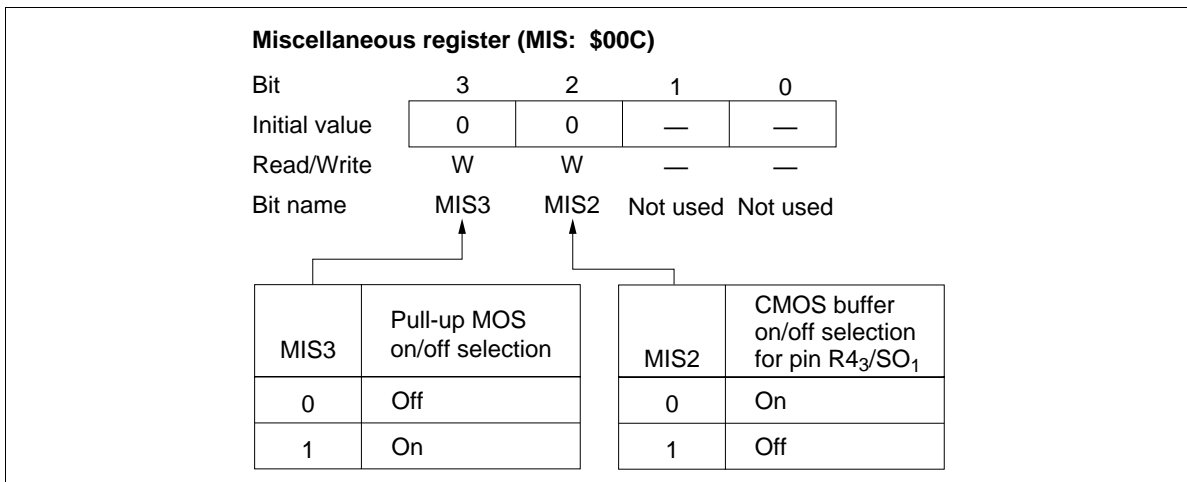 Miscellaneous register (MIS: $00C)
Bit 3 2 1 0
Initial value 0 0 — —
Read/Write W W — —
Bit name MIS3 MIS2 Not used Not used
MIS3 Pull-up MOS on/off selection
0 Off
1 On
MIS2 CMOS buffer on/off selection for pin R4₃/SO₁
0 On
1 Off